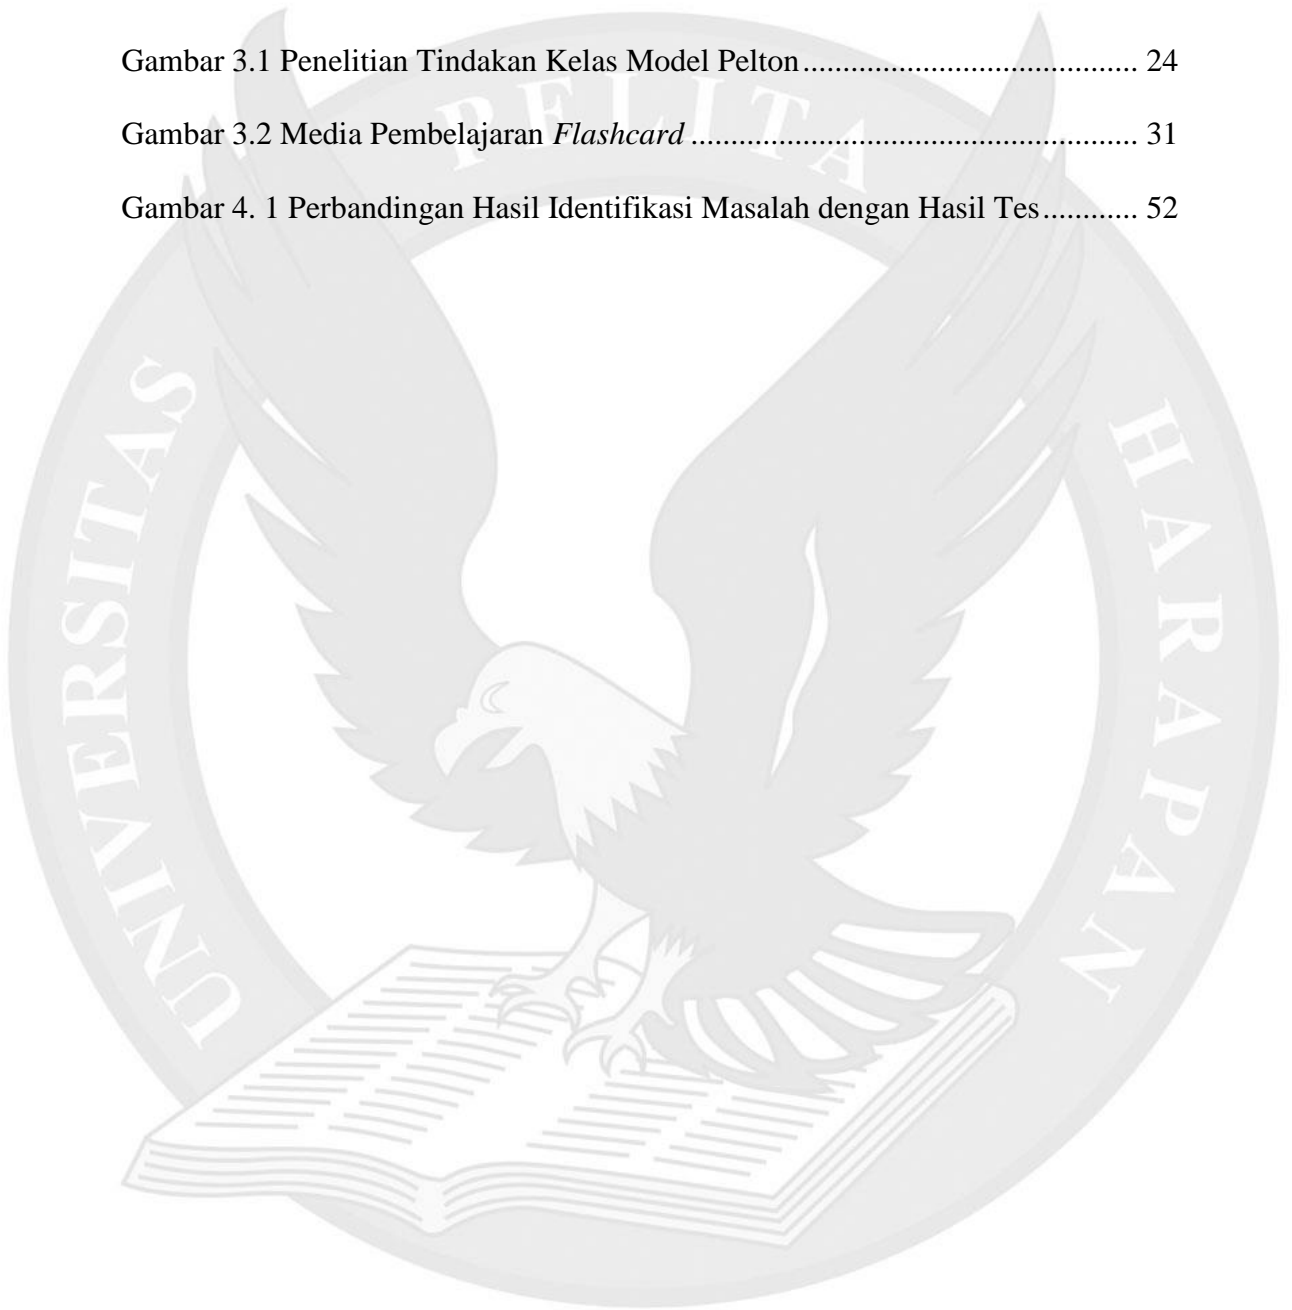 Gambar 3.1 Penelitian Tindakan Kelas Model Pelton.......................................... 24
Gambar 3.2 Media Pembelajaran Flashcard ........................................................ 31
Gambar 4. 1 Perbandingan Hasil Identifikasi Masalah dengan Hasil Tes............ 52
UNIVERSITAS PELITA HARAPAN